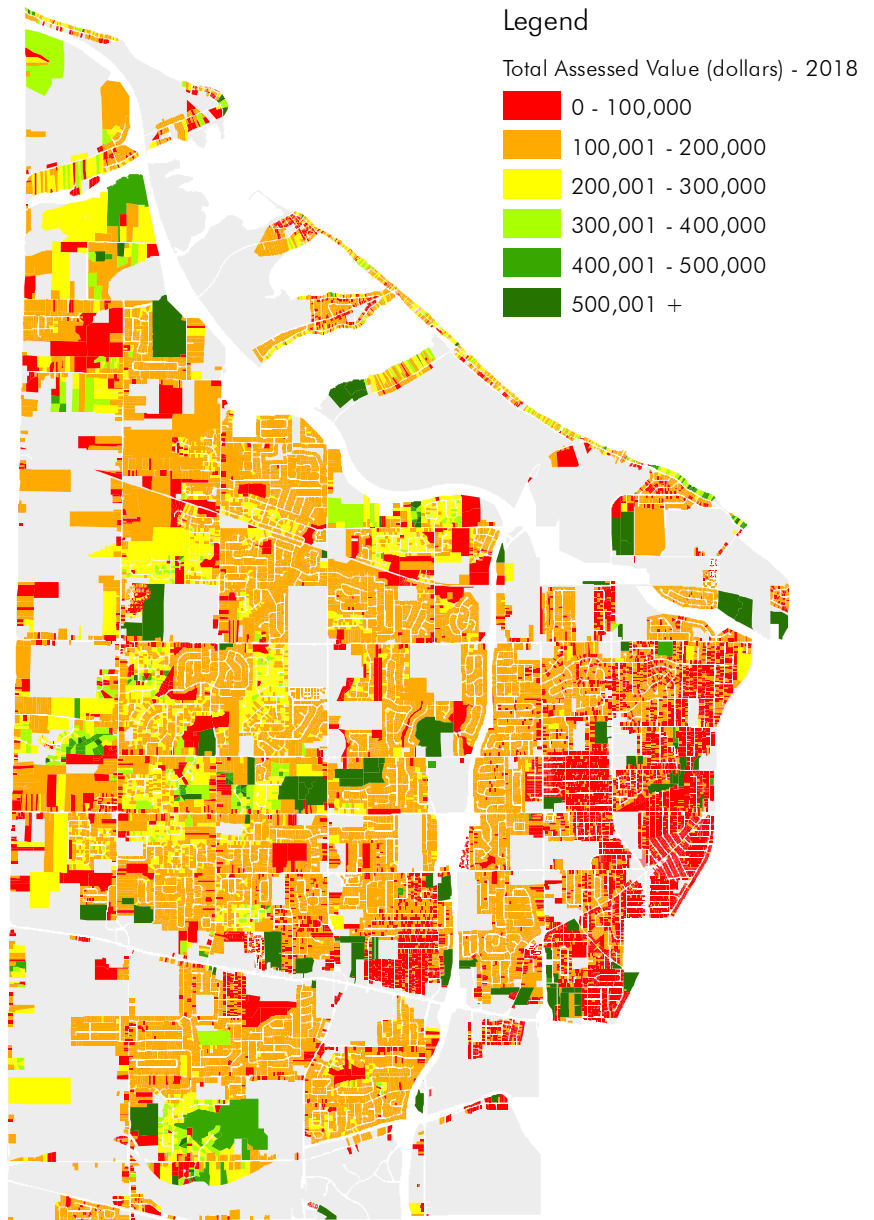 Legend
Total Assessed Value (dollars) - 2018
0 - 100,000
100,001 - 200,000
200,001 - 300,000
300,001 - 400,000
400,001 - 500,000
500,001 +